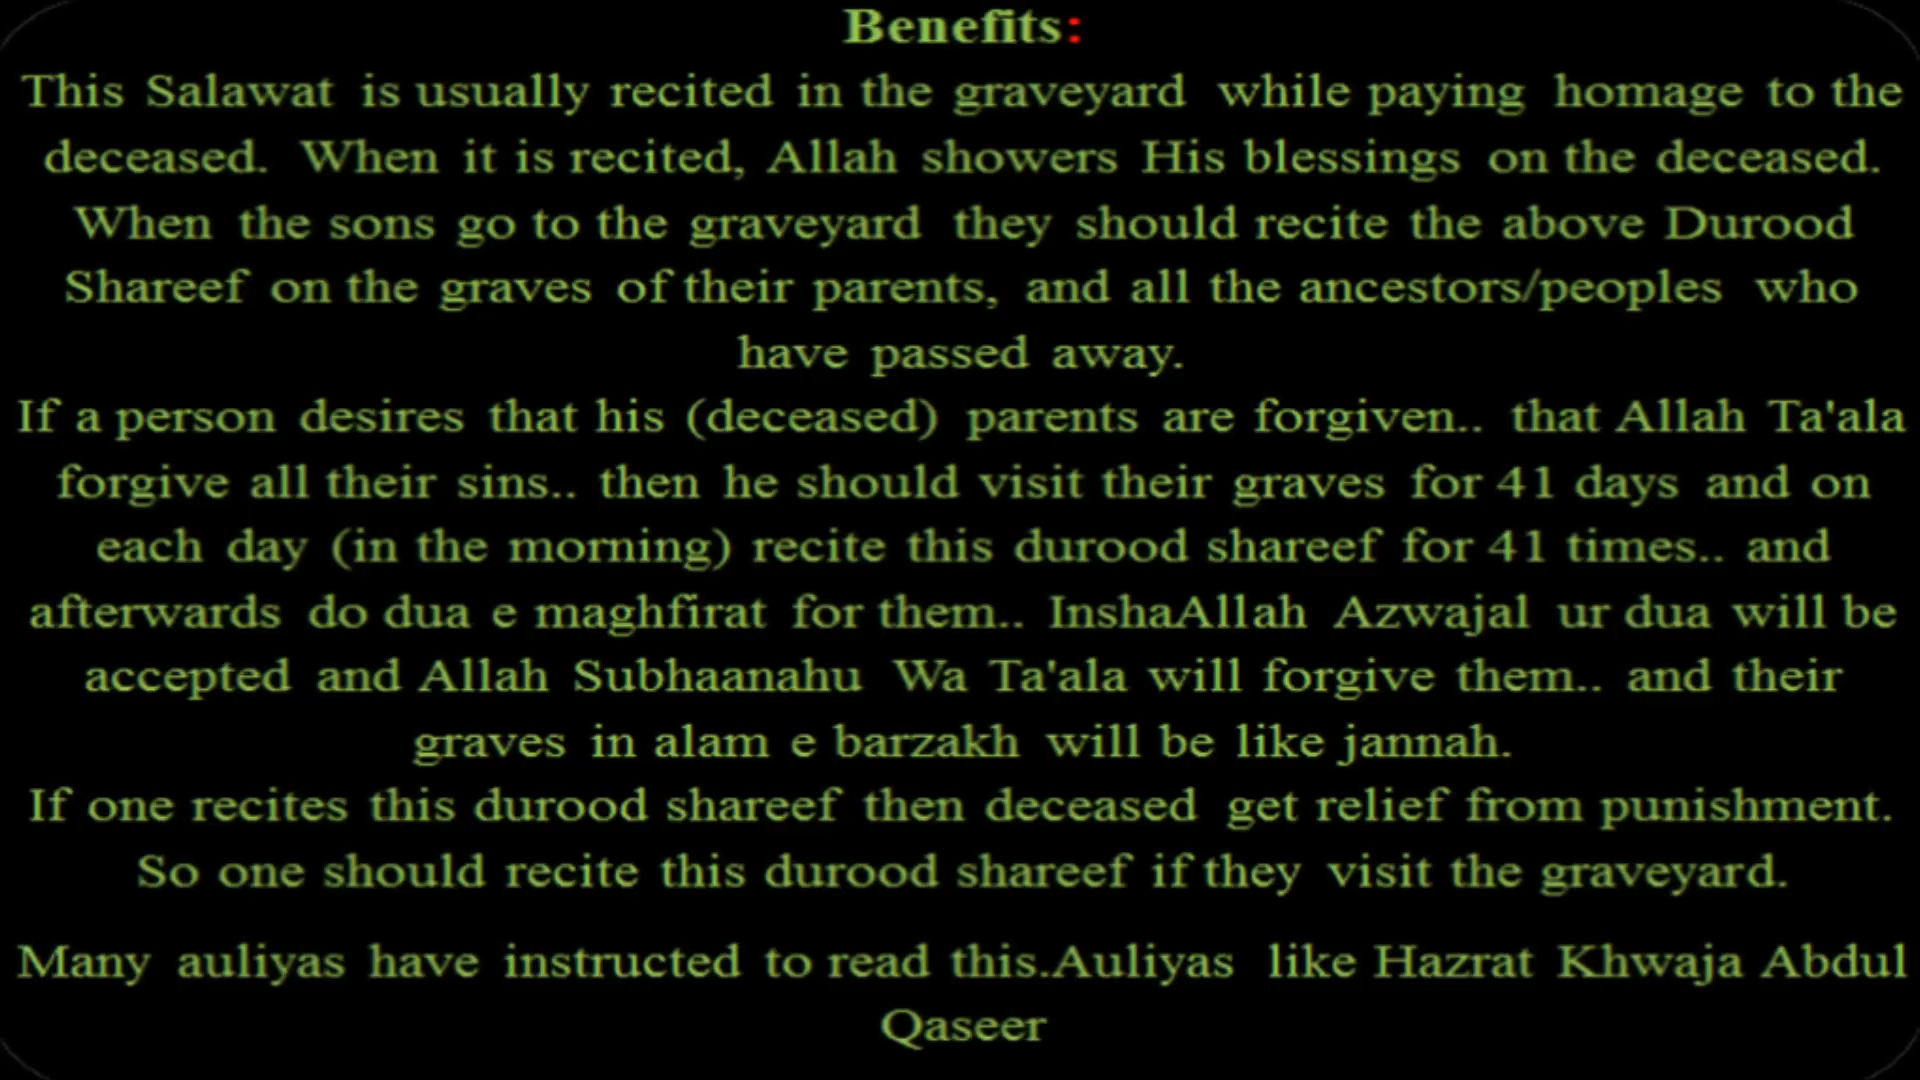 Benefits:
This Salawat is usually recited in the graveyard while paying homage to the
deceased. When it is recited, Allah showers His blessings on the deceased.
When the sons go to the graveyard they should recite the above Durood
Shareef on the graves of their parents, and all the ancestors/peoples who
have passed away.
If a person desires that his (deceased) parents are forgiven.. that Allah Ta'ala
forgive all their sins.. then he should visit their graves for 41 days and on
each day (in the morning) recite this durood shareef for 41 times.. and
afterwards do dua e maghfirat for them.. InshaAllah Azwajal ur dua will be
accepted and Allah Subhaanahu Wa Ta'ala will forgive them.. and their
graves in alam e barzakh will be like jannah.
If one recites this durood shareef then deceased get relief from punishment.
So one should recite this durood shareef if they visit the graveyard.
Many auliyas have instructed to read this.Auliyas like Hazrat Khwaja Abdul
Qaseer